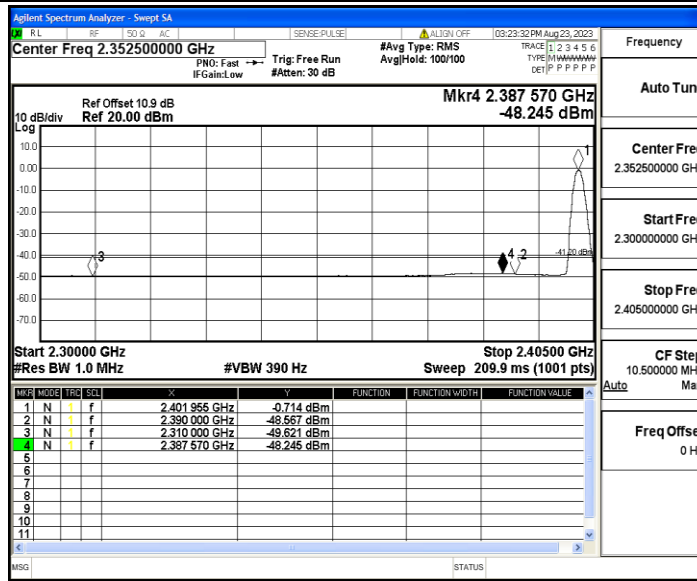 Agilent Spectrum Analyzer - Swept SA
RL RF 50 Ω AC SENSE:PULSE ALIGN OFF 03:23:32 PM Aug 23, 2023
Center Freq 2.352500000 GHz
PNO: Fast
IFGain:Low
Trig: Free Run
#Atten: 30 dB
#Avg Type: RMS
Avg|Hold: 100/100
TRACE 1 2 3 4 5 6
TYPE
DET P P P P P P
Ref Offset 10.9 dB
Ref 20.00 dBm
Mkr4 2.387 570 GHz
-48.245 dBm
10 dB/div
Log
10.0
0.00
-10.0
-20.0
-30.0
-40.0
-50.0
-60.0
-70.0
1
3
4 2
-41.20 dBm
Start 2.30000 GHz
Stop 2.40500 GHz
#Res BW 1.0 MHz
#VBW 390 Hz
Sweep 209.9 ms (1001 pts)
MKR MODE TRC SCL X Y FUNCTION FUNCTION WIDTH FUNCTION VALUE
1 N 1 f 2.401 955 GHz -0.714 dBm
2 N 1 f 2.390 000 GHz -48.567 dBm
3 N 1 f 2.310 000 GHz -49.621 dBm
4 N 1 f 2.387 570 GHz -48.245 dBm
5
6
7
8
9
10
11
MSG STATUS
Frequency
Auto Tun
Center Fre
2.352500000 GH
Start Fre
2.300000000 GH
Stop Fre
2.405000000 GH
CF Step
10.500000 MH
Auto Ma
Freq Offse
0 H